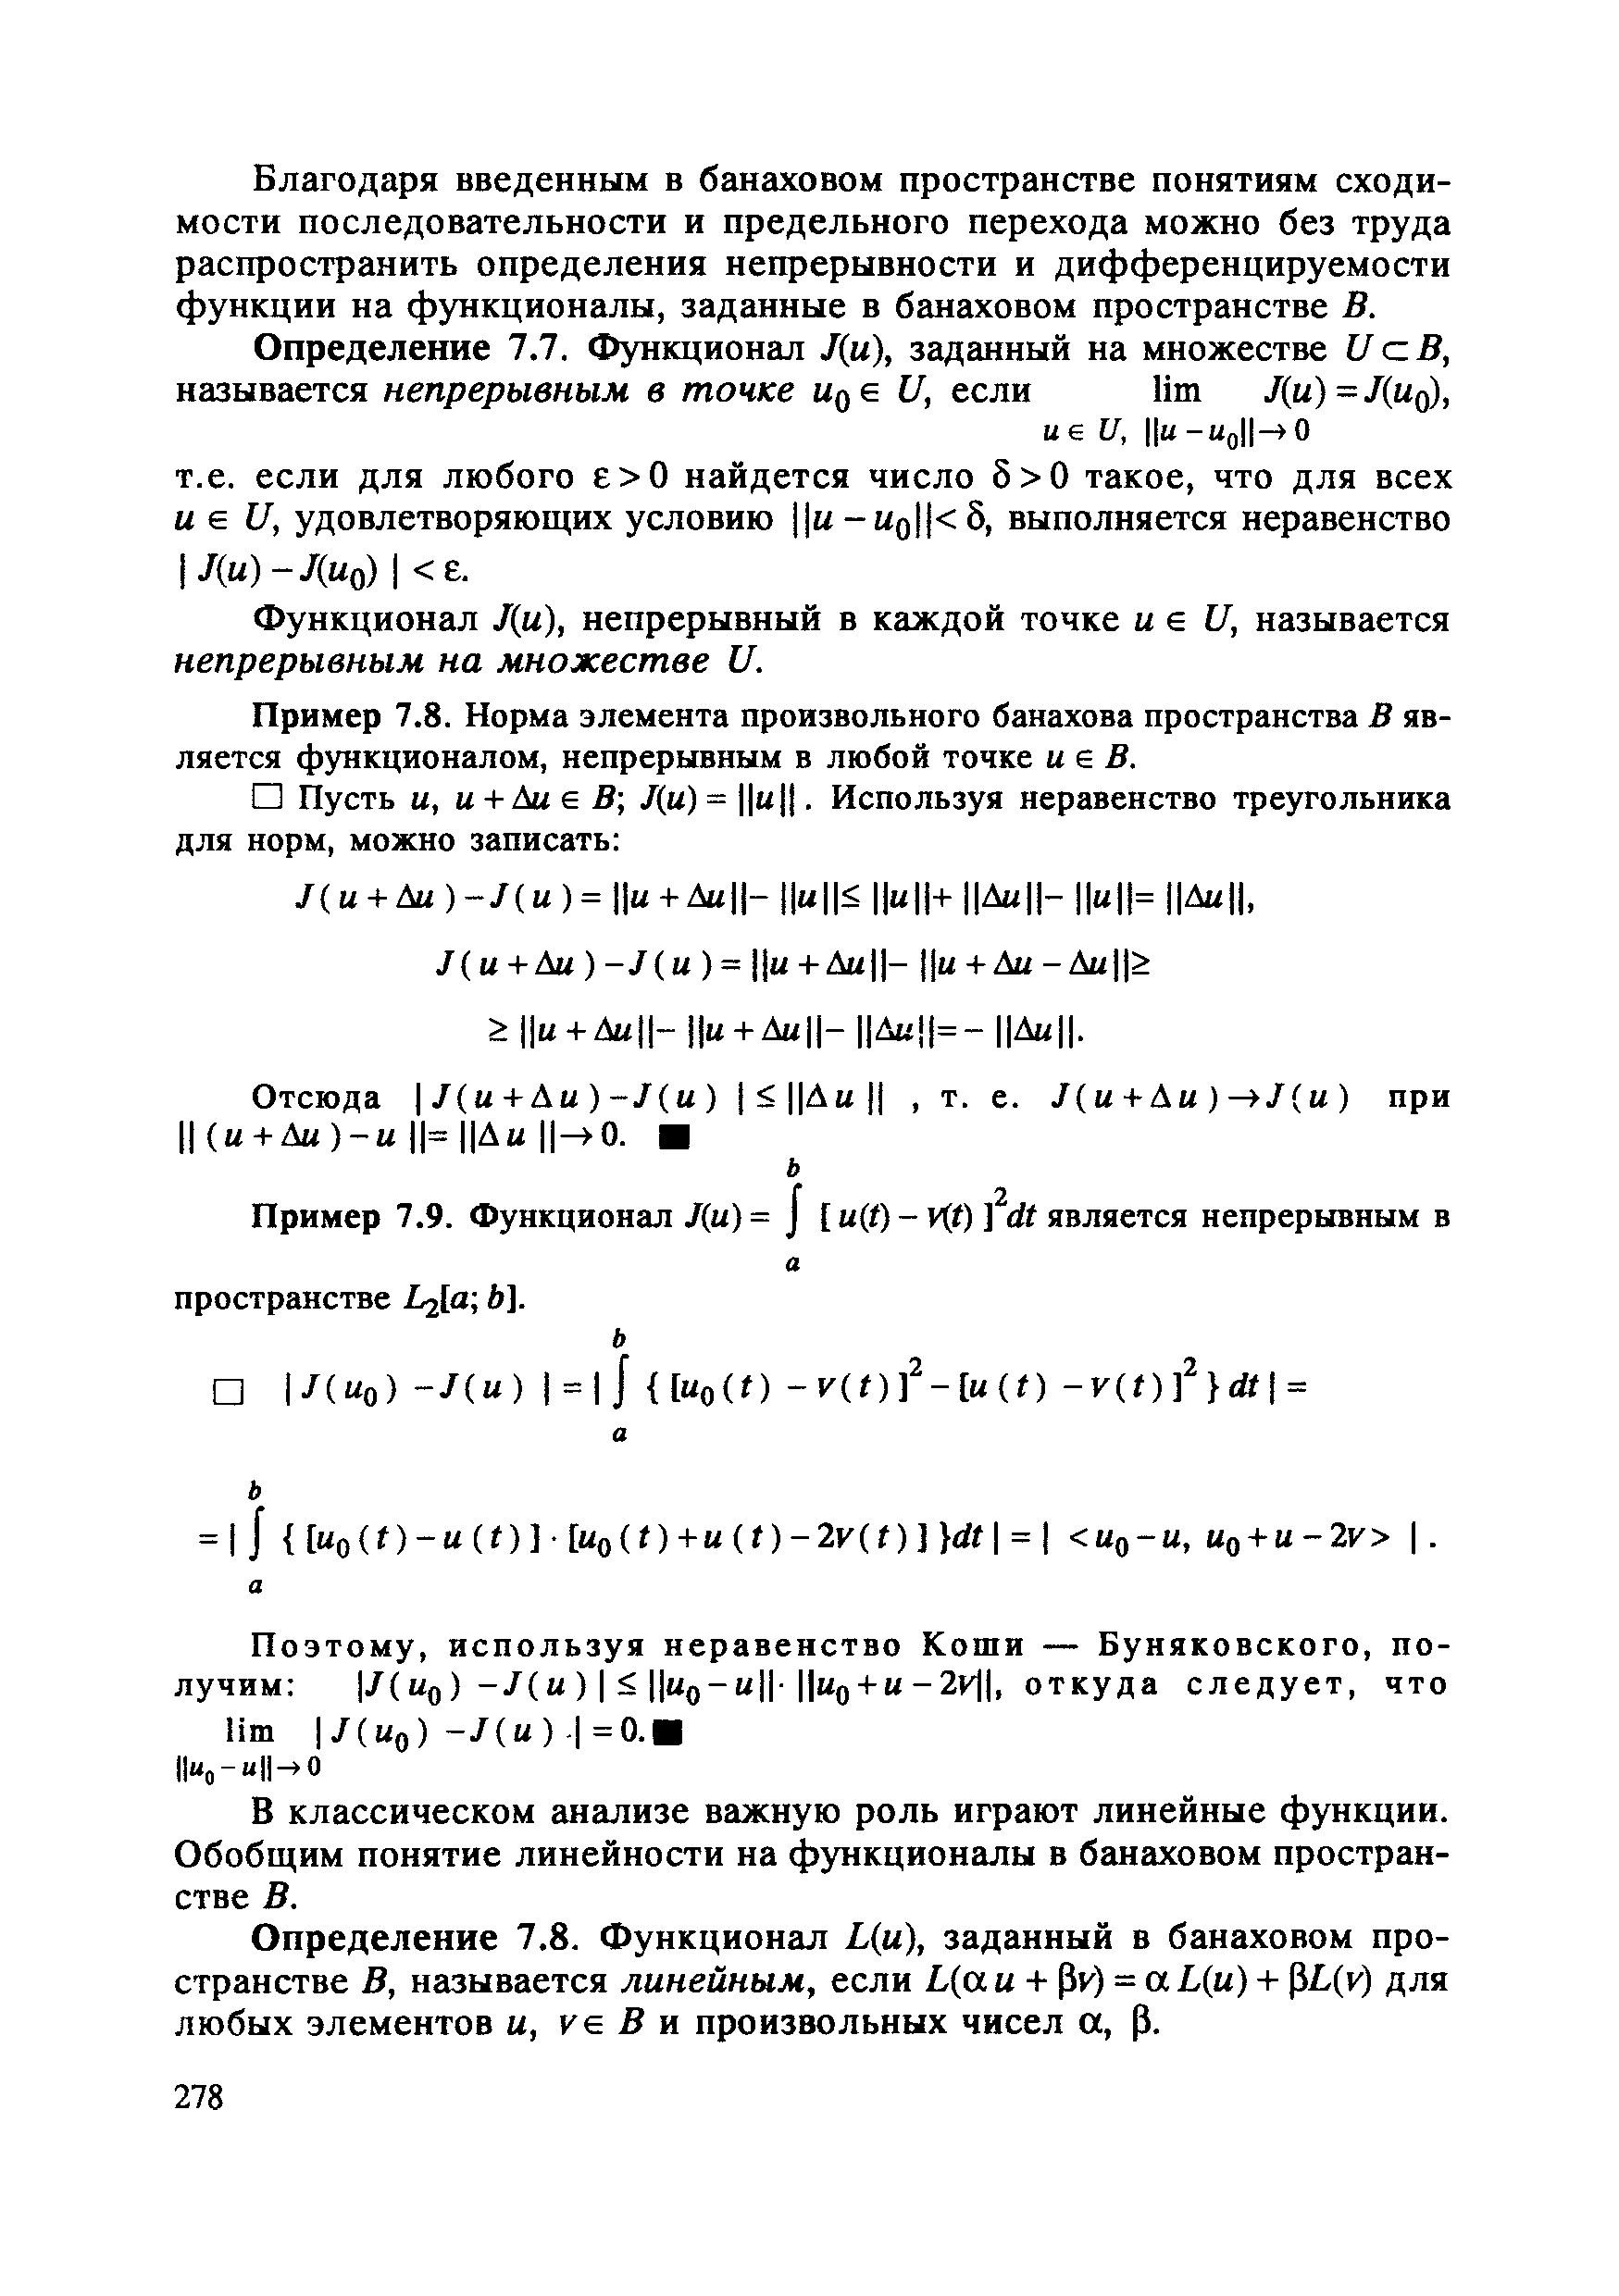 Благодаря введенным в банаховом пространстве понятиям сходи-
мости последовательности и предельного перехода можно без труда
распространить определения непрерывности и дифференцируемости
функции на функционалы, заданные в банаховом пространстве B.
Определение 7.7. Функционал J(u), заданный на множестве U ⊂ B,
называется непрерывным в точке u₀ ∈ U, если lim J(u) = J(u₀),
u ∈ U, ||u − u₀|| → 0
т.е. если для любого ε > 0 найдется число δ > 0 такое, что для всех
u ∈ U, удовлетворяющих условию ||u − u₀|| < δ, выполняется неравенство
| J(u) − J(u₀) | < ε.
Функционал J(u), непрерывный в каждой точке u ∈ U, называется
непрерывным на множестве U.
Пример 7.8. Норма элемента произвольного банахова пространства B яв-
ляется функционалом, непрерывным в любой точке u ∈ B.
□ Пусть u, u + Δu ∈ B; J(u) = ||u||. Используя неравенство треугольника
для норм, можно записать:
J ( u + Δu ) − J ( u ) = ||u + Δu|| − ||u|| ≤ ||u|| + ||Δu|| − ||u|| = ||Δu||,
J ( u + Δu ) − J ( u ) = ||u + Δu|| − ||u + Δu − Δu|| ≥
≥ ||u + Δu|| − ||u + Δu|| − ||Δu|| = − ||Δu||.
Отсюда | J ( u + Δu ) − J ( u ) | ≤ ||Δu || , т. е. J ( u + Δu ) → J ( u ) при
|| ( u + Δu ) − u || = ||Δu || → 0. ■
b
Пример 7.9. Функционал J(u) = ∫ [ u(t) − v(t) ]² dt является непрерывным в
a
пространстве L₂[a; b].
b
□ | J ( u₀ ) − J ( u ) | = | ∫ { [u₀ ( t ) − v ( t ) ]² − [u ( t ) − v ( t ) ]² } dt | =
a
b
= | ∫ { [u₀ ( t ) − u ( t ) ] · [u₀ ( t ) + u ( t ) − 2v ( t ) ] } dt | = | <u₀ − u, u₀ + u − 2v> | .
a
Поэтому, используя неравенство Коши — Буняковского, по-
лучим: |J ( u₀ ) − J ( u ) | ≤ ||u₀ − u|| · ||u₀ + u − 2v||, откуда следует, что
lim | J ( u₀ ) − J ( u ) | = 0. ■
||u₀ − u|| → 0
В классическом анализе важную роль играют линейные функции.
Обобщим понятие линейности на функционалы в банаховом простран-
стве B.
Определение 7.8. Функционал L(u), заданный в банаховом про-
странстве B, называется линейным, если L(αu + βv) = αL(u) + βL(v) для
любых элементов u, v ∈ B и произвольных чисел α, β.
278